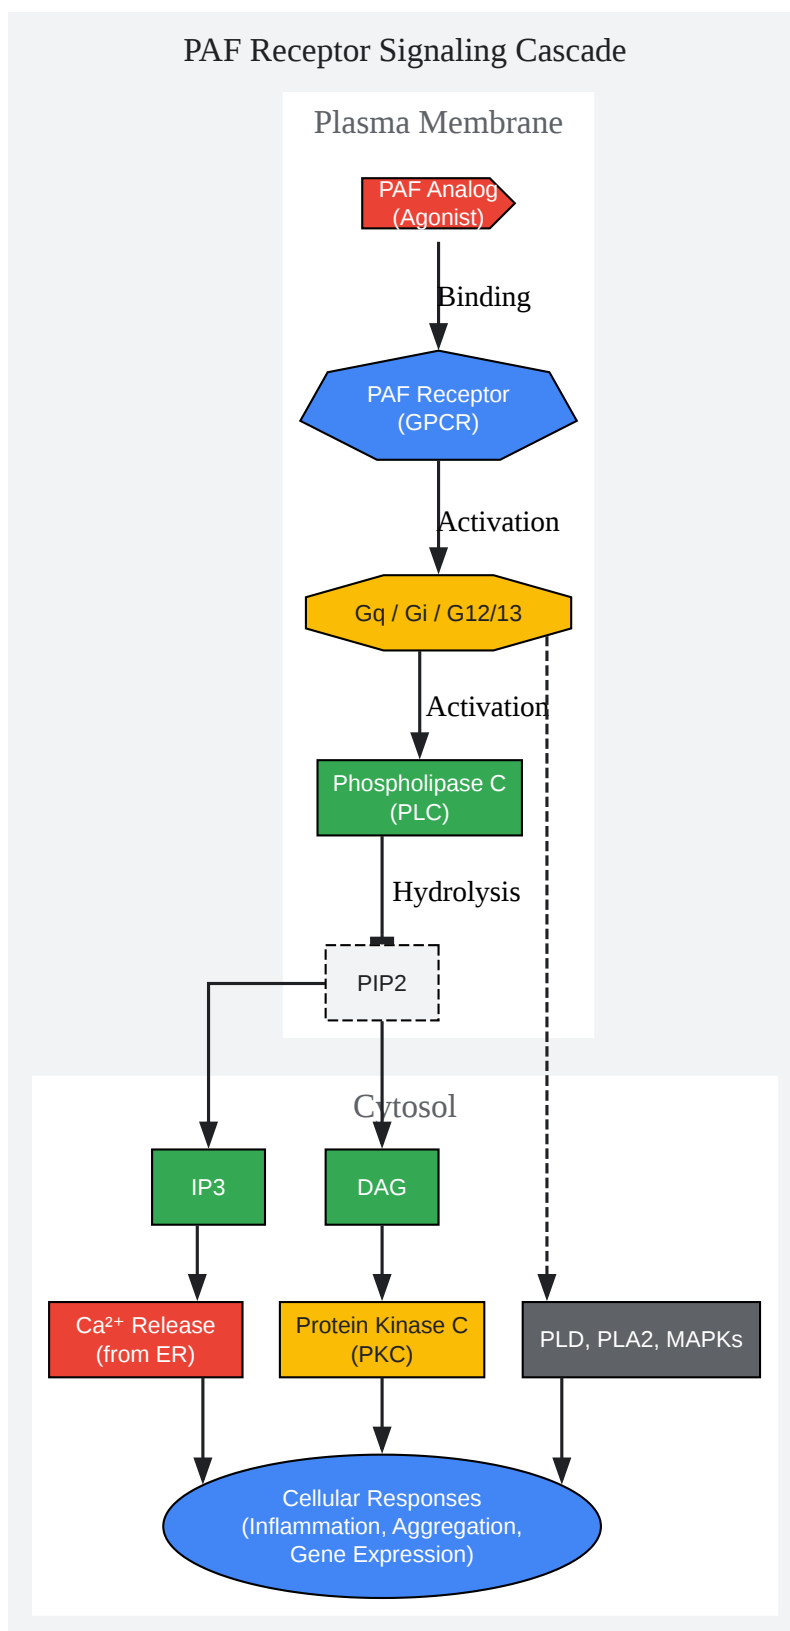 PAF Receptor Signaling Cascade
Plasma Membrane
PAF Analog
(Agonist)
Binding
PAF Receptor
(GPCR)
Activation
Gq / Gi / G12/13
Activation
Phospholipase C
(PLC)
Hydrolysis
PIP2
Cytosol
IP3
DAG
Ca²⁺ Release
(from ER)
Protein Kinase C
(PKC)
PLD, PLA2, MAPKs
Cellular Responses
(Inflammation, Aggregation,
Gene Expression)